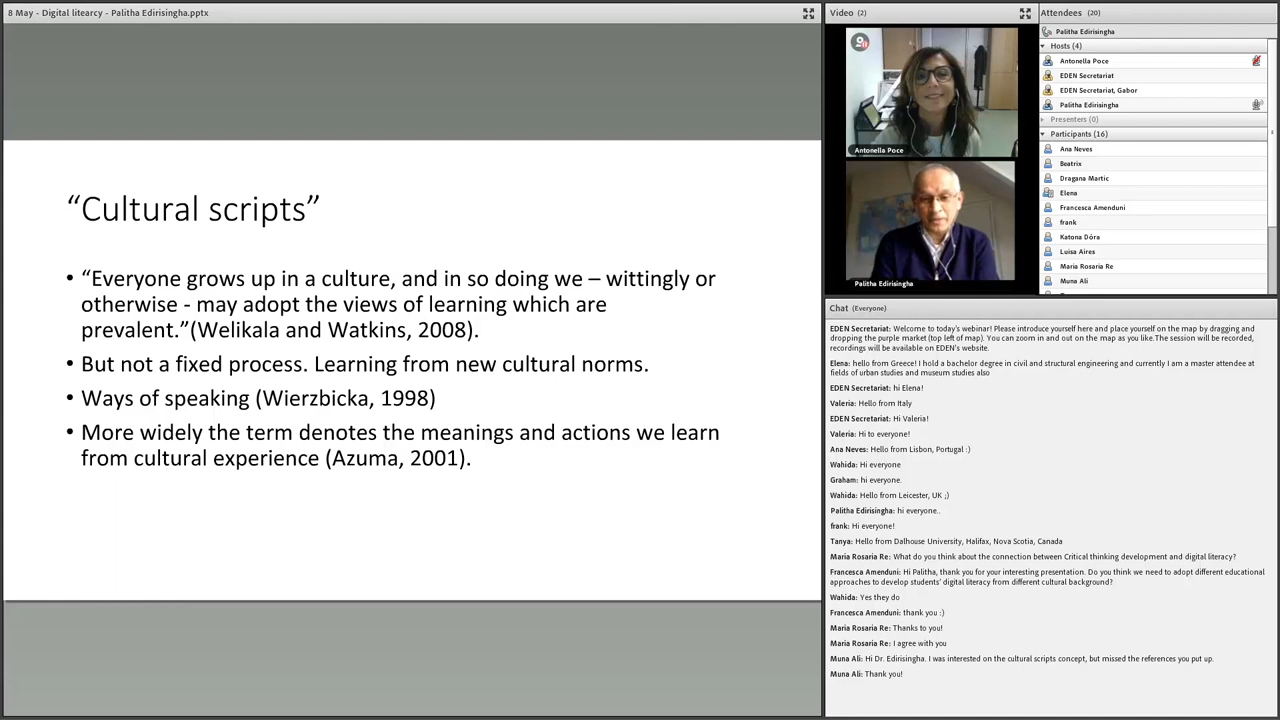 8 May - Digital litearcy - Palitha Edirisingha.pptx
“Cultural scripts”
• “Everyone grows up in a culture, and in so doing we – wittingly or
otherwise - may adopt the views of learning which are
prevalent.”(Welikala and Watkins, 2008).
• But not a fixed process. Learning from new cultural norms.
• Ways of speaking (Wierzbicka, 1998)
• More widely the term denotes the meanings and actions we learn
from cultural experience (Azuma, 2001).
Video (2)
Antonella Poce
Palitha Edirisingha
Attendees (20)
Palitha Edirisingha
Hosts (4)
Antonella Poce
EDEN Secretariat
EDEN Secretariat, Gabor
Palitha Edirisingha
Presenters (0)
Participants (16)
Ana Neves
Beatrix
Dragana Martic
Elena
Francesca Amenduni
frank
Katona Dóra
Luisa Aires
Maria Rosaria Re
Muna Ali
Chat (Everyone)
EDEN Secretariat: Welcome to today's webinar! Please introduce yourself here and place yourself on the map by dragging and
dropping the purple market (top left of map). You can zoom in and out on the map as you like.The session will be recorded,
recordings will be available on EDEN's website.
Elena: hello from Greece! I hold a bachelor degree in civil and structural engineering and currently I am a master attendee at
fields of urban studies and museum studies also
EDEN Secretariat: hi Elena!
Valeria: Hello from Italy
EDEN Secretariat: Hi Valeria!
Valeria: Hi to everyone!
Ana Neves: Hello from Lisbon, Portugal :)
Wahida: Hi everyone
Graham: hi everyone.
Wahida: Hello from Leicester, UK ;)
Palitha Edirisingha: hi everyone..
frank: Hi everyone!
Tanya: Hello from Dalhouse University, Halifax, Nova Scotia, Canada
Maria Rosaria Re: What do you think about the connection between Critical thinking development and digital literacy?
Francesca Amenduni: Hi Palitha, thank you for your interesting presentation. Do you think we need to adopt different educational
approaches to develop students' digital literacy from different cultural background?
Wahida: Yes they do
Francesca Amenduni: thank you :)
Maria Rosaria Re: Thanks to you!
Maria Rosaria Re: I agree with you
Muna Ali: Hi Dr. Edirisingha. I was interested on the cultural scripts concept, but missed the references you put up.
Muna Ali: Thank you!